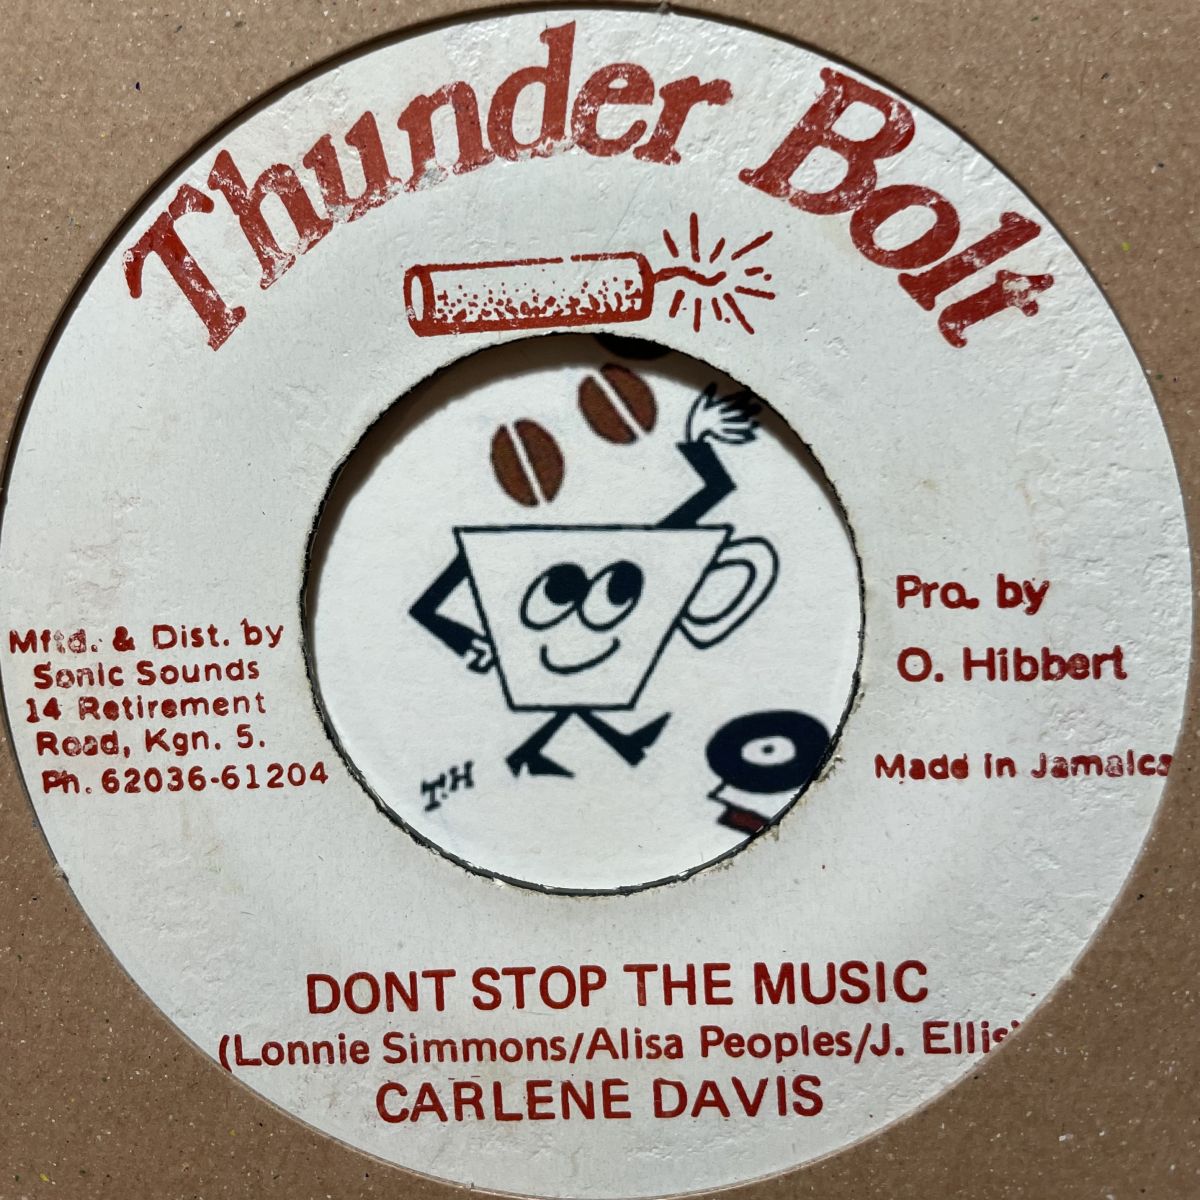 Thunder Bolt
Pro. by
O. Hibbert
Mftd. & Dist. by
Sonic Sounds
14 Retirement
Road, Kgn. 5.
Ph. 62036-61204
Made in Jamaica
T.H
DONT STOP THE MUSIC
(Lonnie Simmons/Alisa Peoples/J. Ellis
CARLENE DAVIS